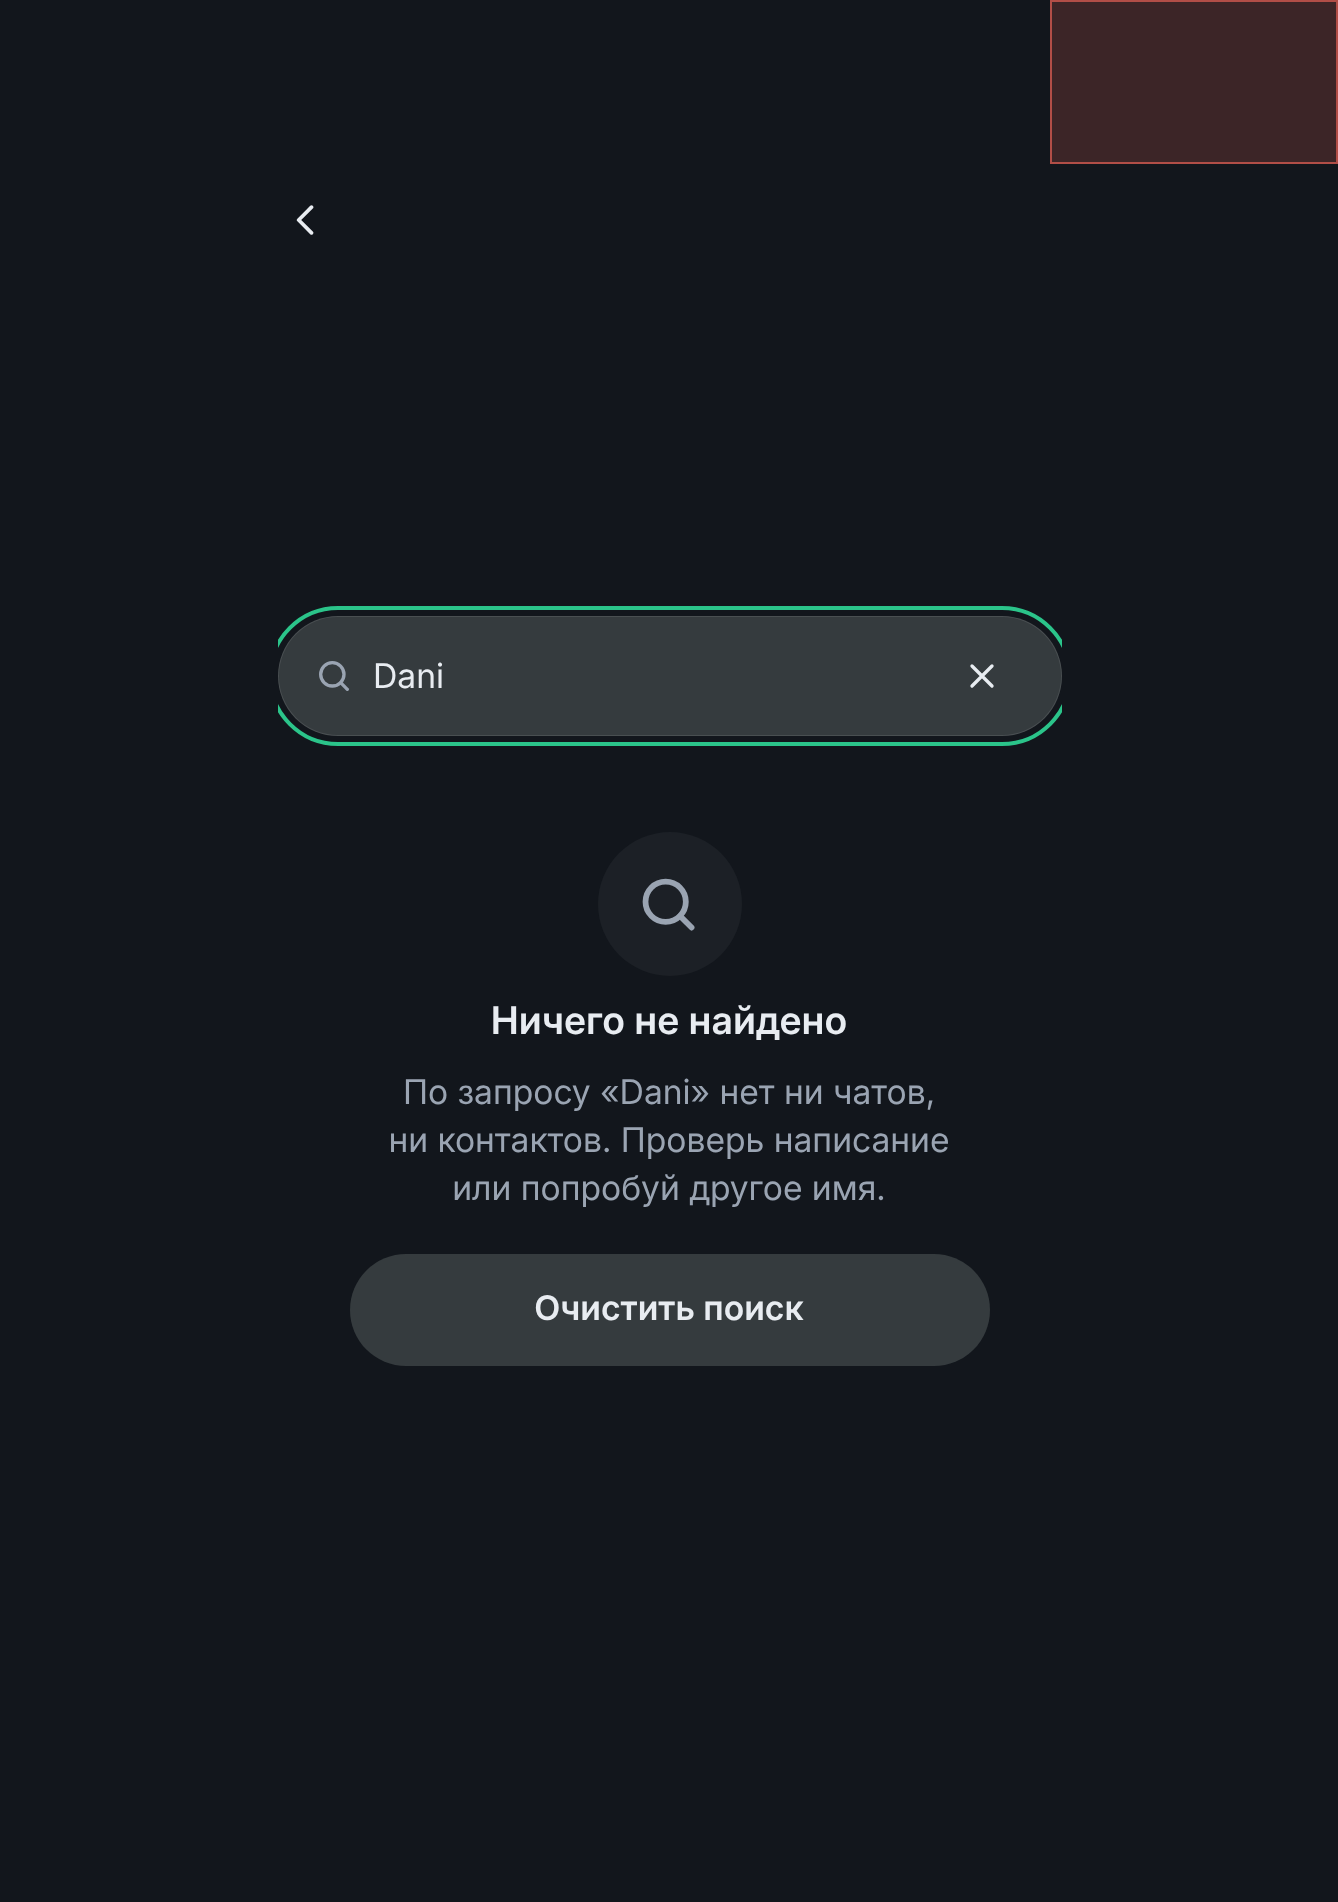 Dani
Ничего не найдено
По запросу «Dani» нет ни чатов,
ни контактов. Проверь написание
или попробуй другое имя.
Очистить поиск